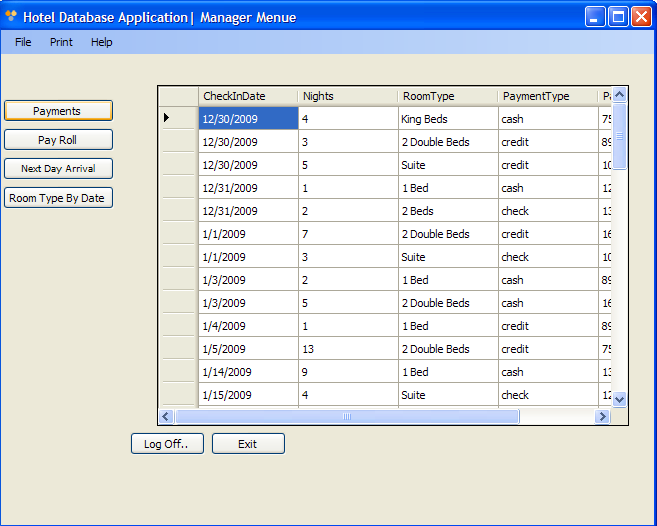 Hotel Database Application| Manager Menue
File Print Help
Payments
Pay Roll
Next Day Arrival
Room Type By Date
CheckInDate Nights RoomType PaymentType Pa
12/30/2009 4 King Beds cash 75
12/30/2009 3 2 Double Beds credit 89
12/30/2009 5 Suite credit 10
12/31/2009 1 1 Bed cash 12
12/31/2009 2 2 Beds check 13
1/1/2009 7 2 Double Beds credit 16
1/1/2009 3 Suite check 10
1/3/2009 2 1 Bed cash 89
1/3/2009 5 2 Double Beds cash 16
1/4/2009 1 1 Bed credit 89
1/5/2009 13 2 Double Beds credit 75
1/14/2009 9 1 Bed cash 13
1/15/2009 4 Suite check 12
Log Off.. Exit